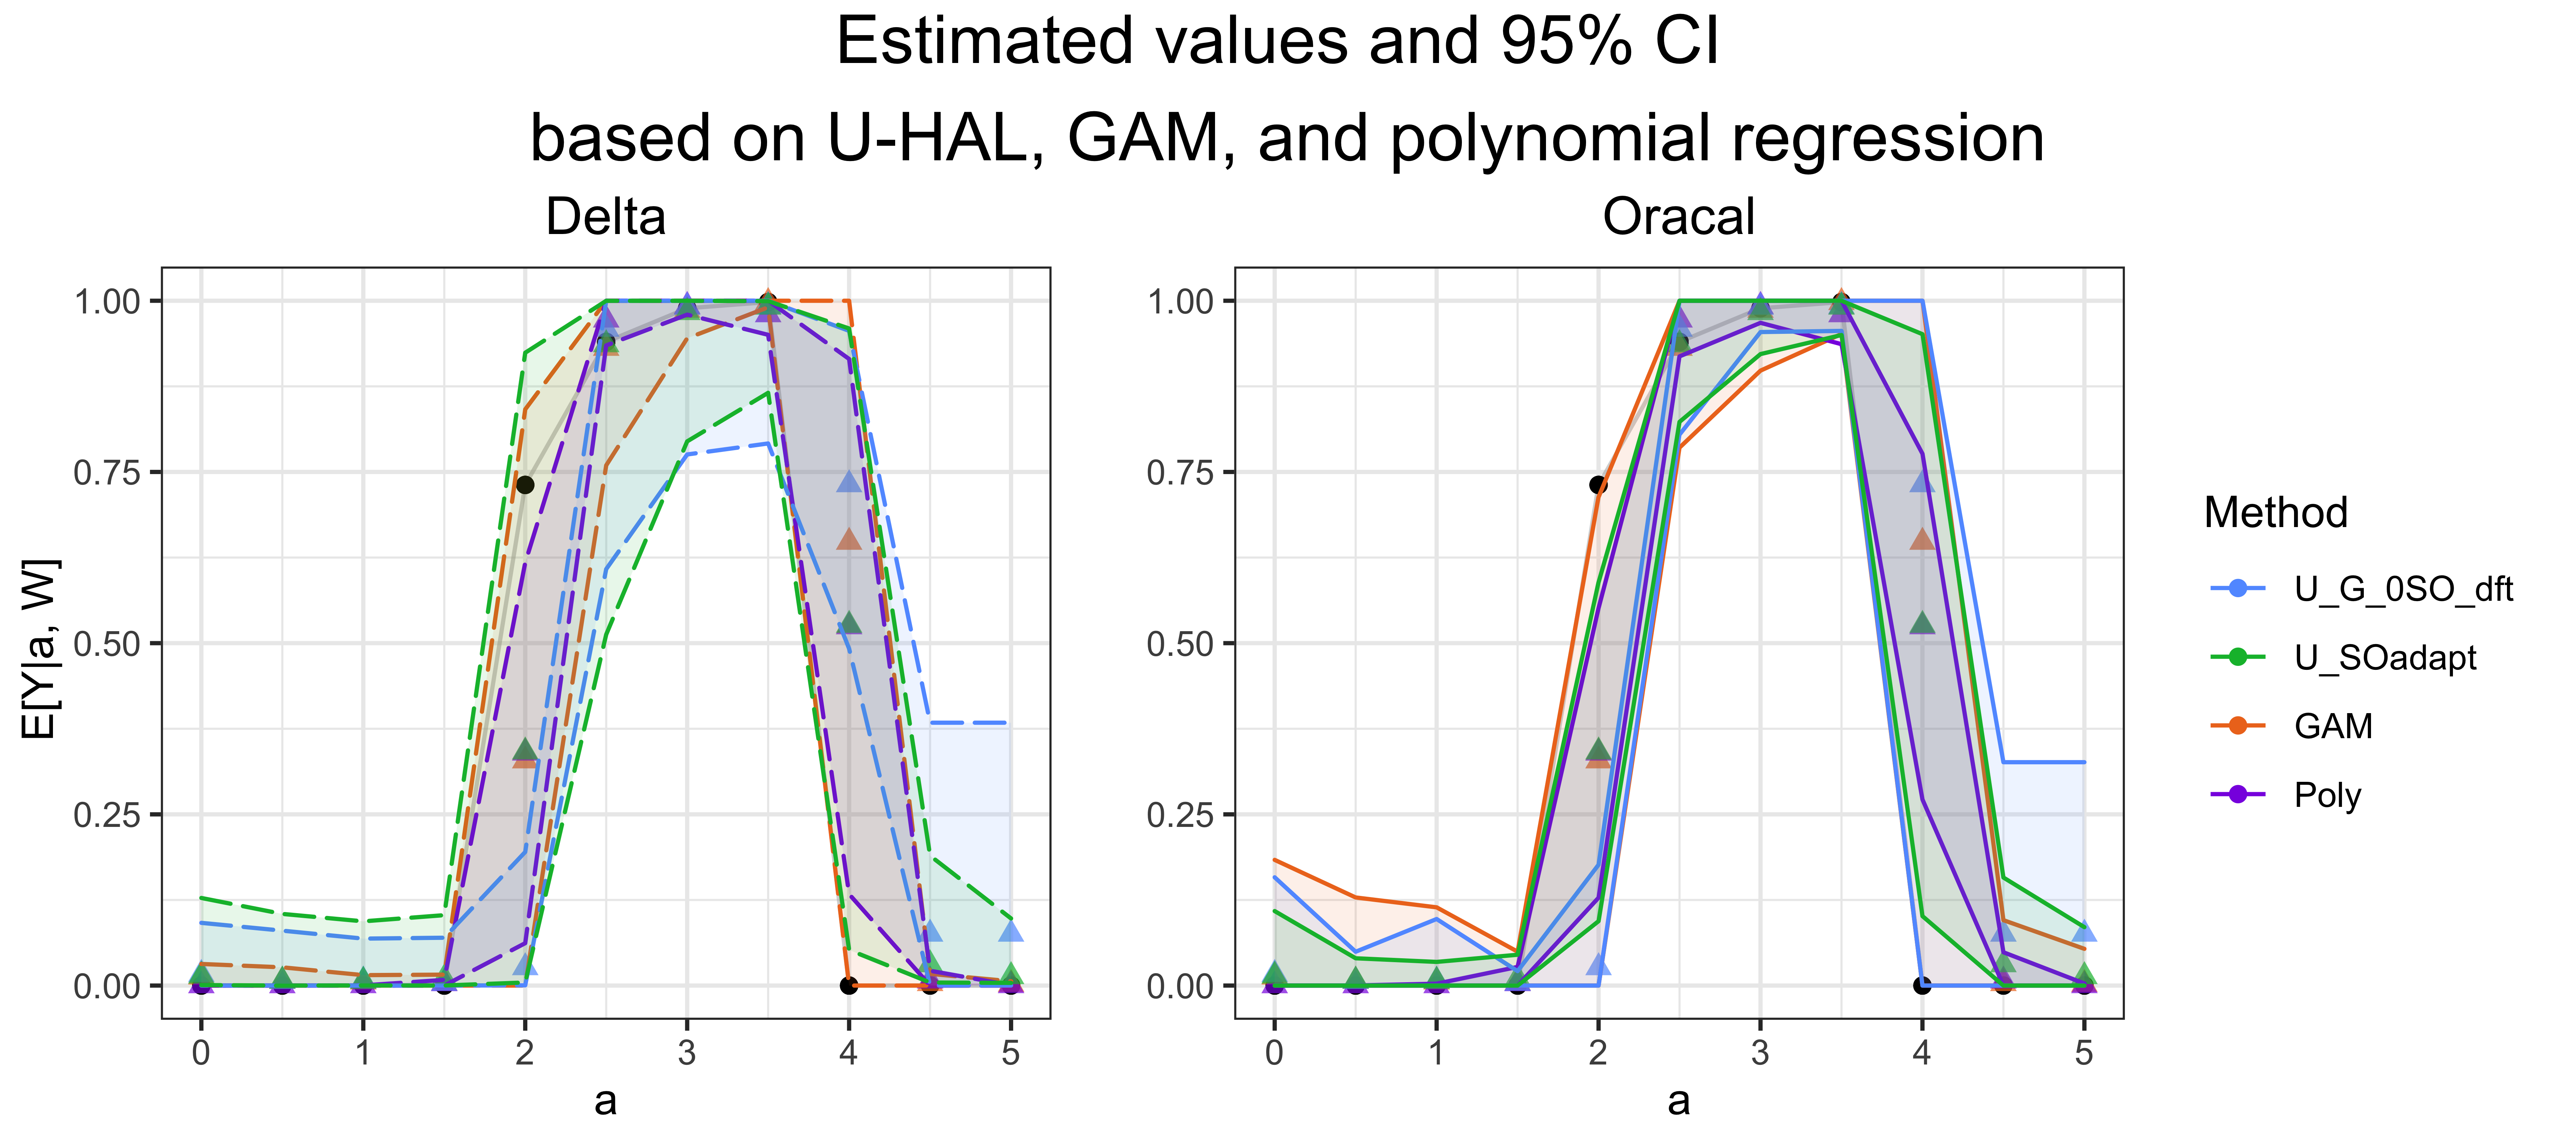 Estimated values and 95% CI
based on U-HAL, GAM, and polynomial regression
Delta
Oracal
E[Y|a, W]
1.00
0.75
0.50
0.25
0.00
0 1 2 3 4 5
a
1.00
0.75
0.50
0.25
0.00
0 1 2 3 4 5
a
Method
U_G_0SO_dft
U_SOadapt
GAM
Poly